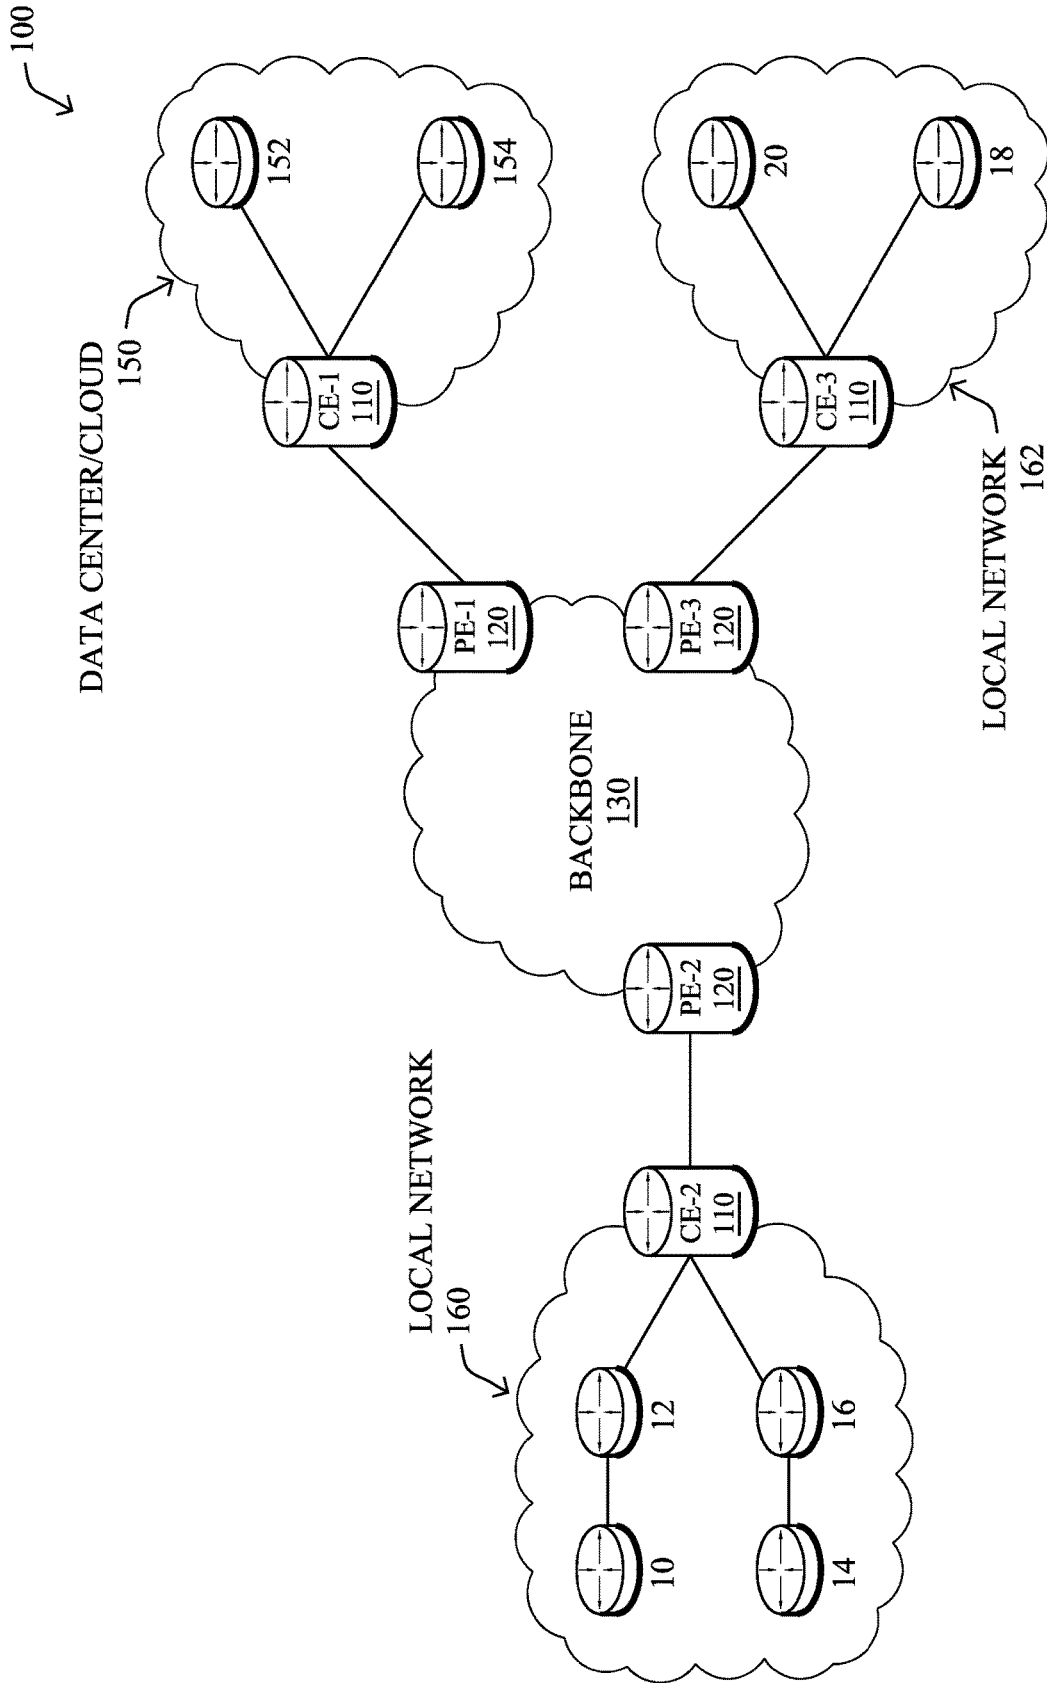 100
DATA CENTER/CLOUD
150
152
CE-1
110
154
LOCAL NETWORK
160
PE-1
120
BACKBONE
130
10
12
CE-2
110
PE-2
120
PE-3
120
20
14
16
CE-3
110
18
LOCAL NETWORK
162